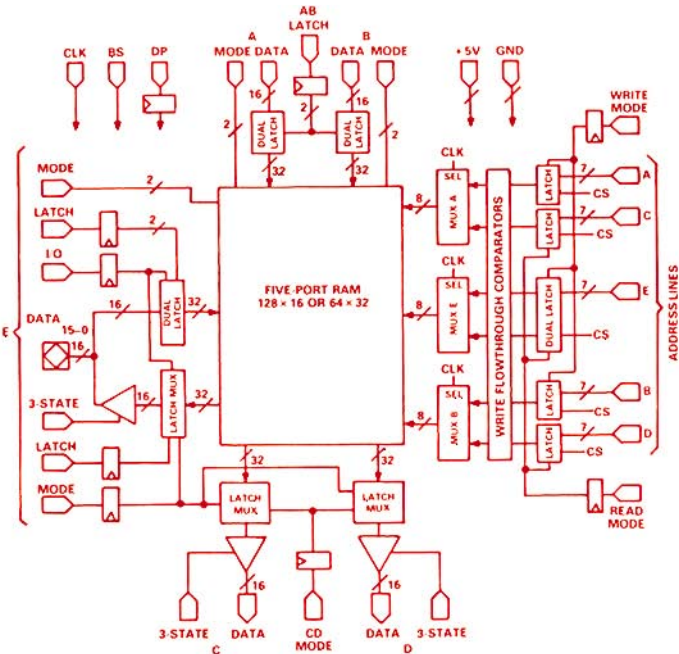 AB
LATCH
A
B
CLK
BS
DP
MODE DATA
DATA MODE
+5V
GND
16
2
16
2
2
DUAL
LATCH
DUAL
LATCH
32
32
WRITE
MODE
E
MODE
2
LATCH
2
I/O
DATA
15–0
16
16
DUAL
LATCH
32
3-STATE
16
LATCH MUX
32
LATCH
MODE
FIVE-PORT RAM
128 × 16 OR 64 × 32
CLK
SEL
MUX A
8
CLK
SEL
MUX E
8
CLK
SEL
MUX B
8
WRITE FLOWTHROUGH COMPARATORS
LATCH
7
A
CS
LATCH
7
C
CS
DUAL LATCH
7
E
CS
LATCH
7
B
CS
LATCH
7
D
CS
ADDRESS LINES
READ
MODE
32
32
LATCH
MUX
LATCH
MUX
16
16
3-STATE
DATA
CD
MODE
DATA
3-STATE
C
D